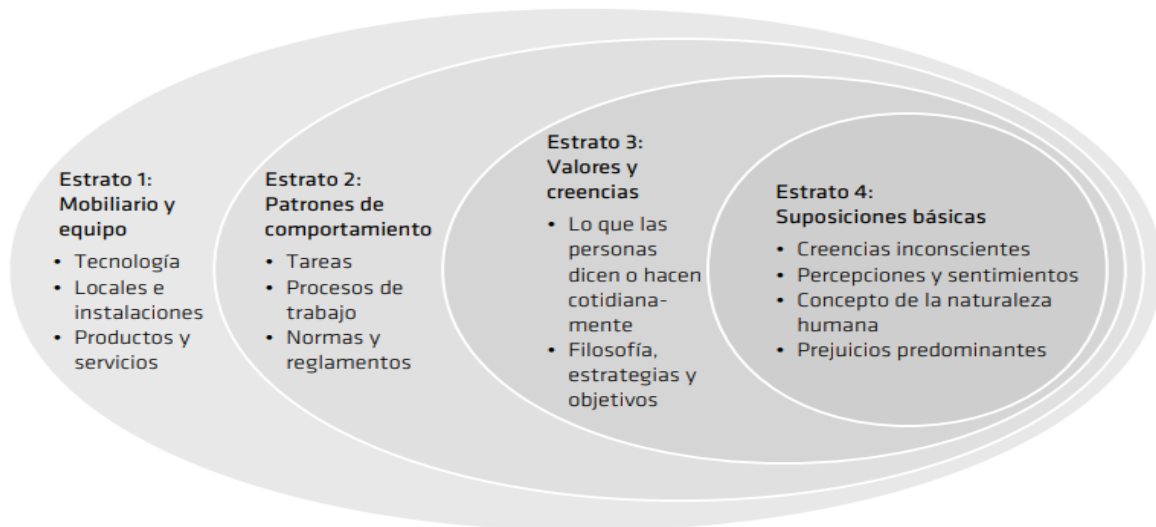 Estrato 1:
Mobiliario y
equipo
• Tecnología
• Locales e
instalaciones
• Productos y
servicios
Estrato 2:
Patrones de
comportamiento
• Tareas
• Procesos de
trabajo
• Normas y
reglamentos
Estrato 3:
Valores y
creencias
• Lo que las
personas
dicen o hacen
cotidiana-
mente
• Filosofía,
estrategias y
objetivos
Estrato 4:
Suposiciones básicas
• Creencias inconscientes
• Percepciones y sentimientos
• Concepto de la naturaleza
humana
• Prejuicios predominantes